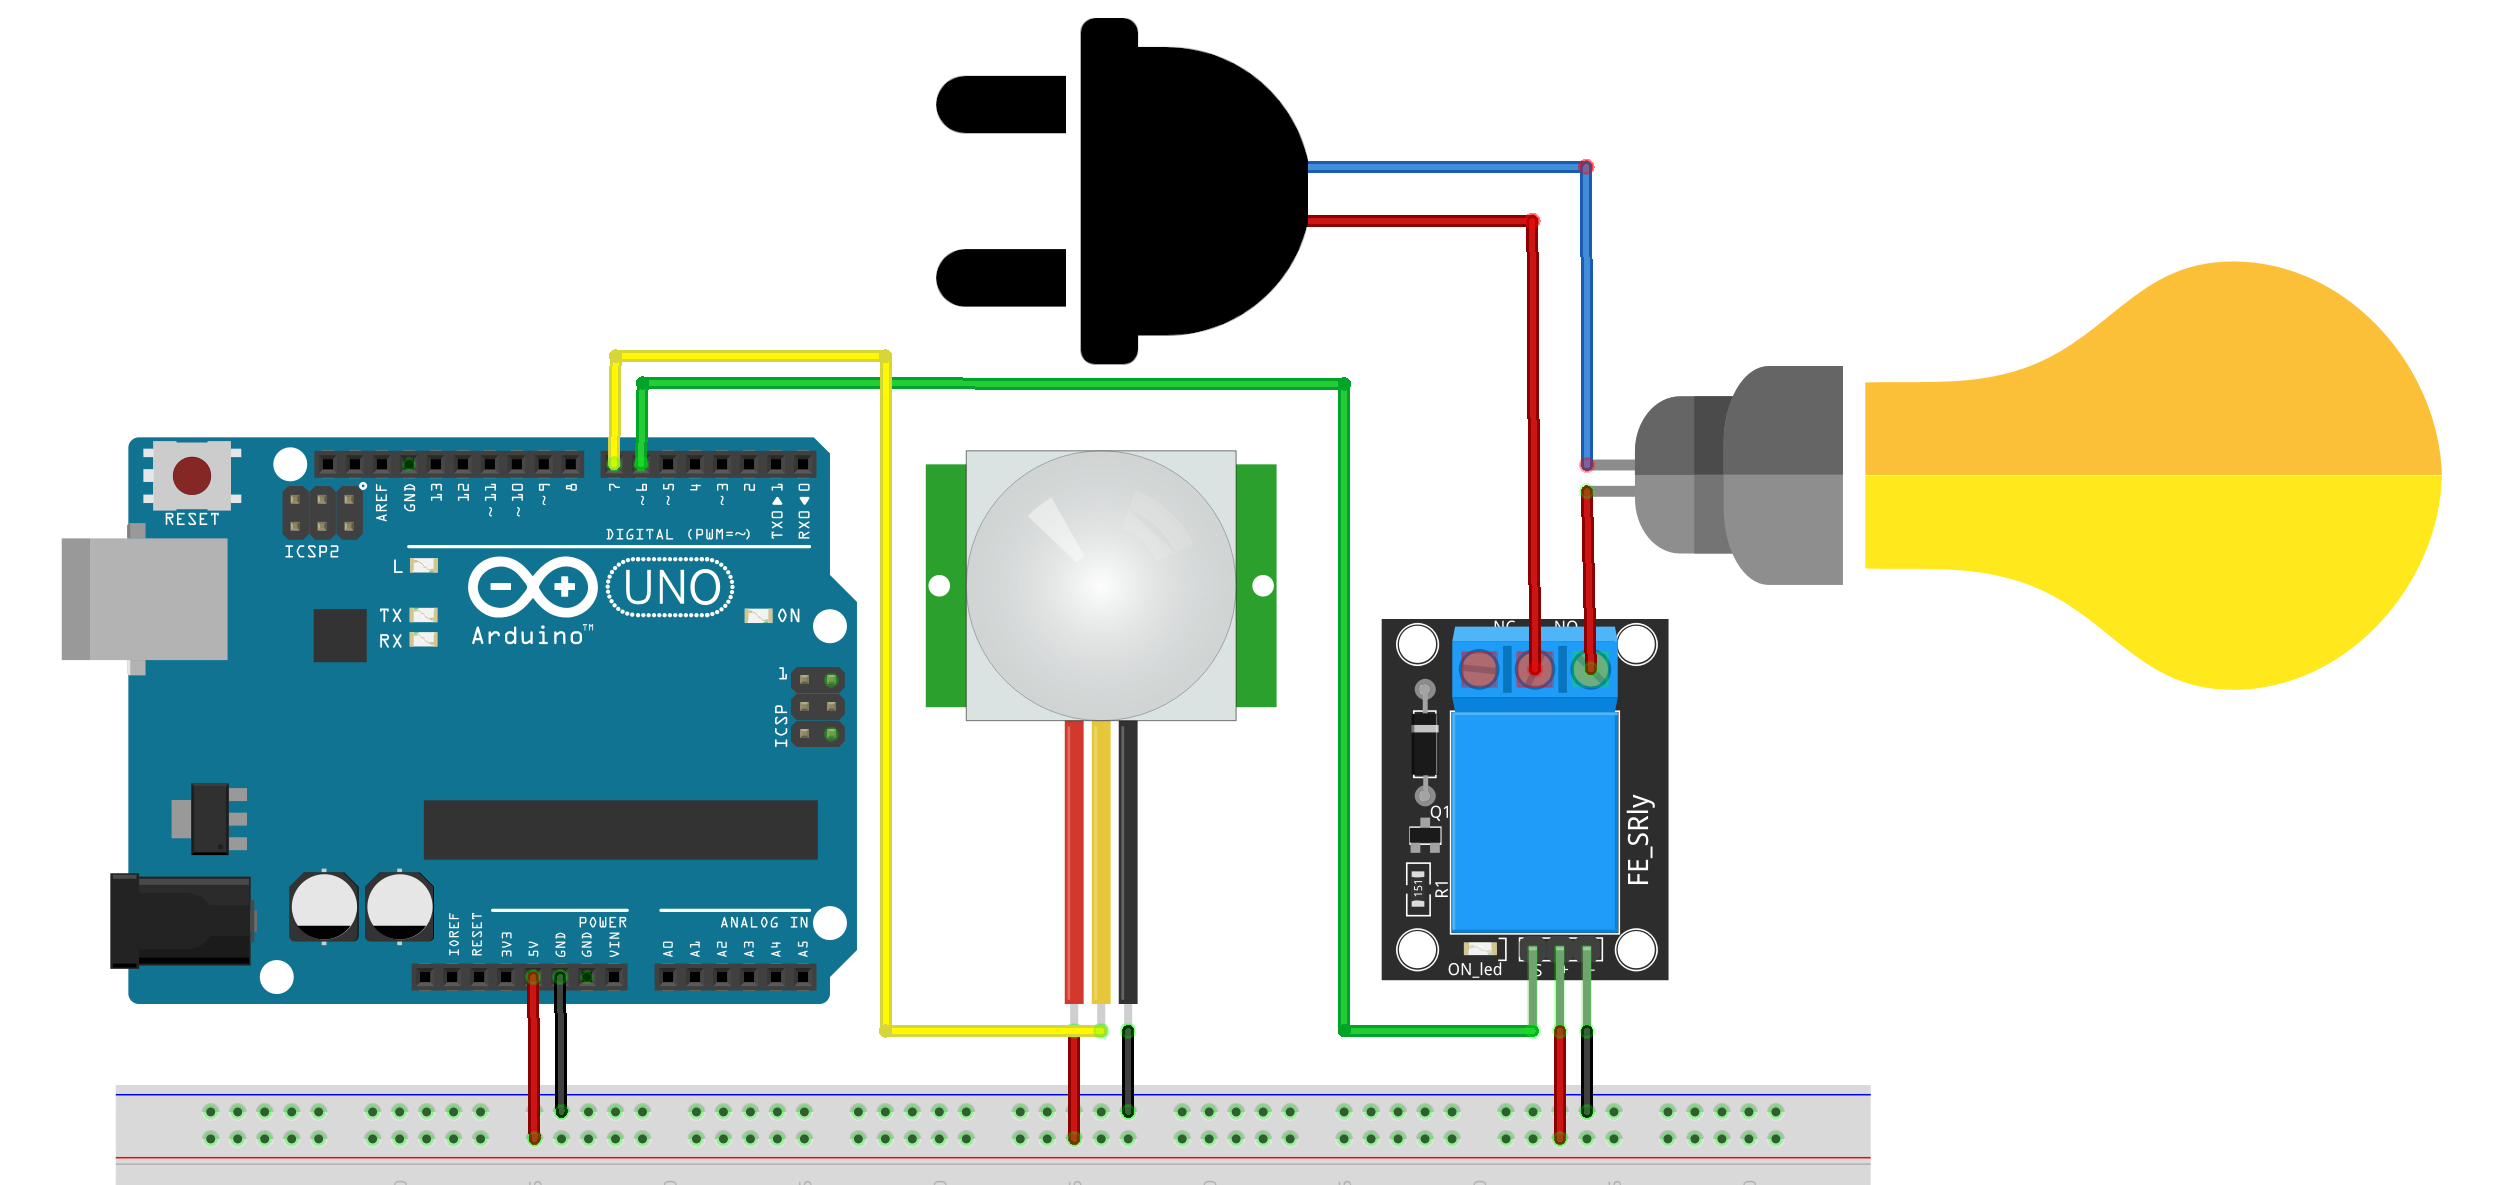 RESET
ICSP2
AREF
GND
13
12
~11
10
~9
8
7
~6
~5
4
~3
2
TX0 1
RX0 0
DIGITAL (PWM=~)
L
TX
RX
Arduino™
UNO
ON
1
ICSP
IOREF
RESET
3V3
5V
GND
GND
VIN
POWER
ANALOG IN
A0
A1
A2
A3
A4
A5
NC
NO
Q1
151
R1
FE_SRly
ON_led
S
+
-